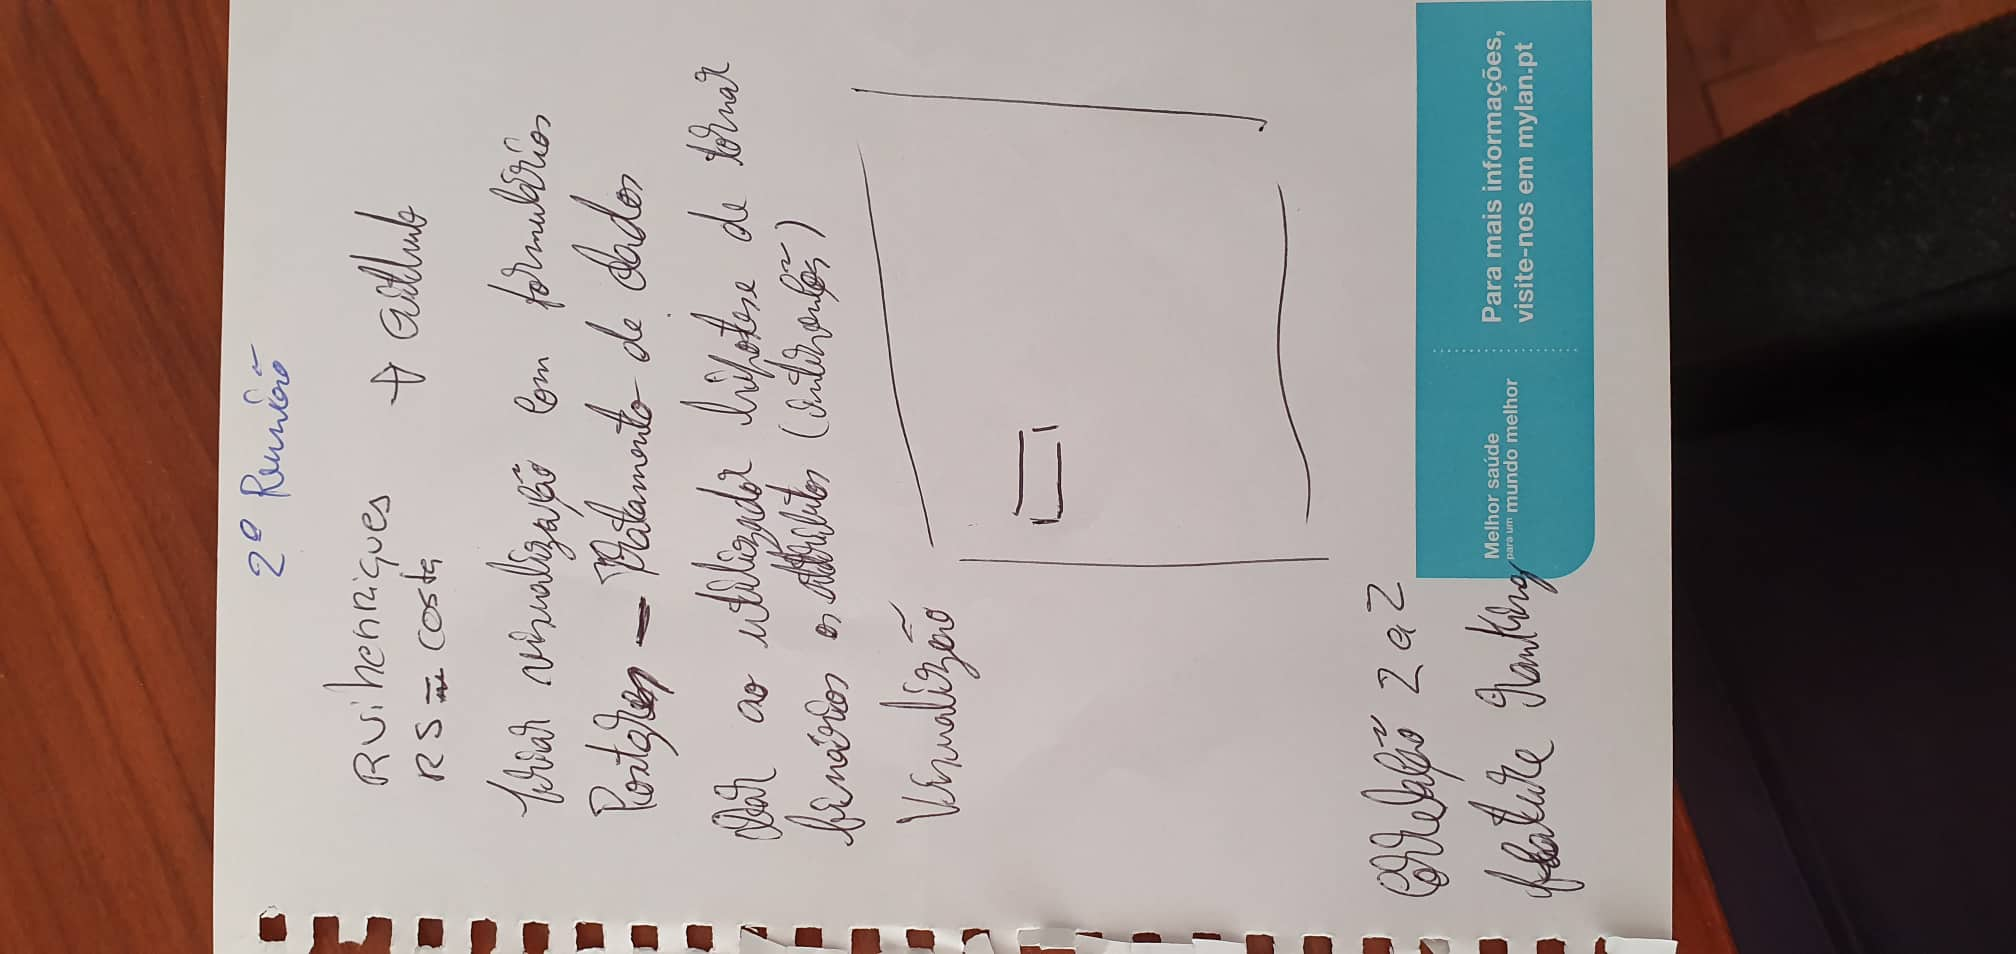 2ª Reunião
Ruihenriques → Github
RS = costa
criar visualização com formulários
Postgres - Tratamento de dados
Dar ao utilizador hipótese de tornar
binários os atributos (intervenção)
Visualização
Correlação 2 a 2
feature ranking
Melhor saúde
para um mundo melhor
Para mais informações,
visite-nos em mylan.pt